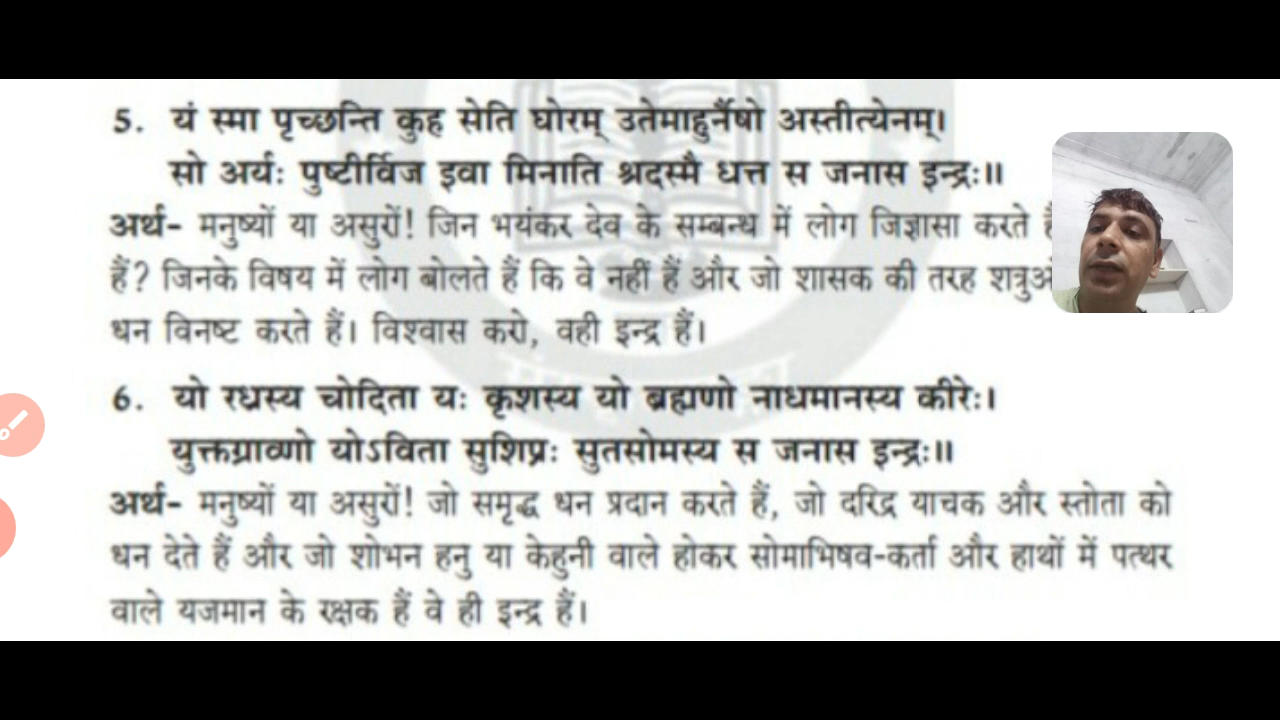 5. यं स्मा पृच्छन्ति कुह सेति घोरम् उतेमाहुर्नैषो अस्तीत्येनम्।
सो अर्यः पुष्टीर्विज इवा मिनाति श्रदस्मै धत्त स जनास इन्द्रः॥
अर्थ- मनुष्यों या असुरों! जिन भयंकर देव के सम्बन्ध में लोग जिज्ञासा करते
हैं? जिनके विषय में लोग बोलते हैं कि वे नहीं हैं और जो शासक की तरह
धन विनष्ट करते हैं। विश्वास करो, वही इन्द्र हैं।
6. यो रध्रस्य चोदिता यः कृशस्य यो ब्रह्मणो नाधमानस्य कीरेः।
युक्तग्राव्णो योऽविता सुशिप्रः सुतसोमस्य स जनास इन्द्रः॥
अर्थ- मनुष्यों या असुरों! जो समृद्ध धन प्रदान करते हैं, जो दरिद्र याचक और स्तोता को
धन देते हैं और जो शोभन हनु या केहुनी वाले होकर सोमाभिषव-कर्ता और हाथों में पत्थर
वाले यजमान के रक्षक हैं वे ही इन्द्र हैं।